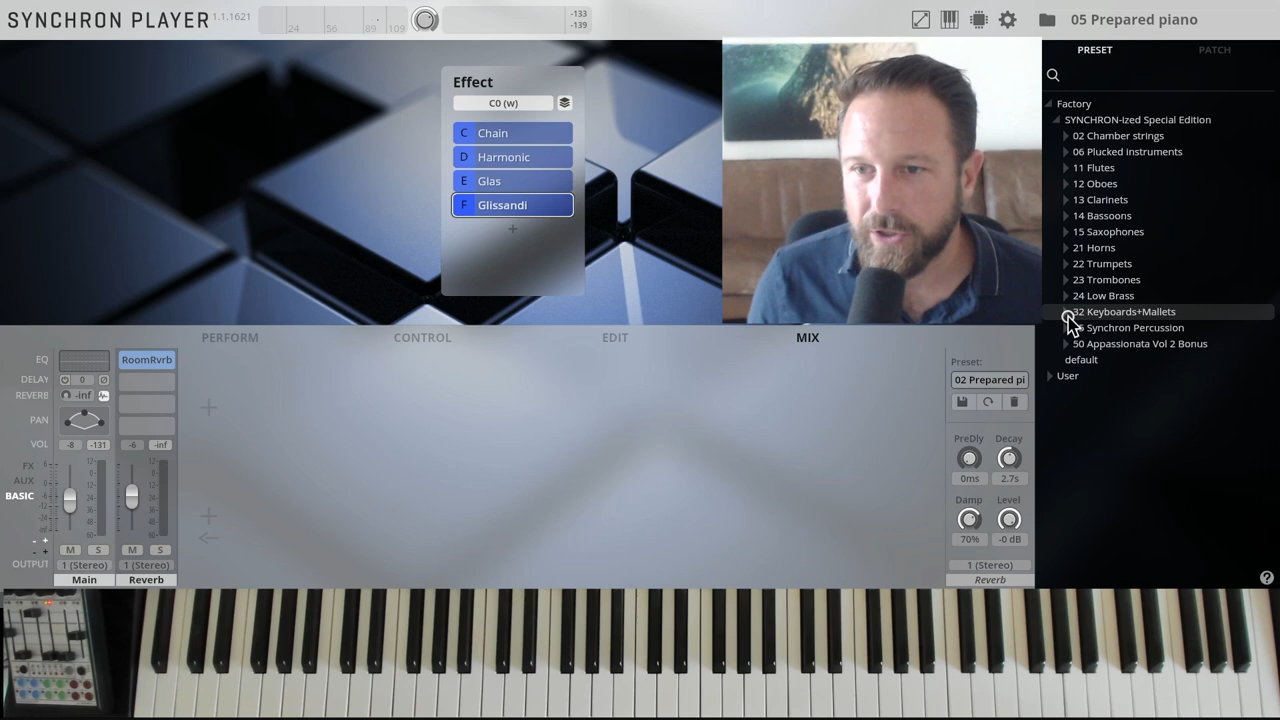 SYNCHRON PLAYER 1.1.1621
24 56 89 109
-133
-139
05 Prepared piano
PRESET PATCH
Effect
C0 (w)
C Chain
D Harmonic
E Glas
F Glissandi
+
Factory
SYNCHRON-ized Special Edition
02 Chamber strings
06 Plucked Instruments
11 Flutes
12 Oboes
13 Clarinets
14 Bassoons
15 Saxophones
21 Horns
22 Trumpets
23 Trombones
24 Low Brass
32 Keyboards+Mallets
Synchron Percussion
50 Appassionata Vol 2 Bonus
default
User
PERFORM CONTROL EDIT MIX
EQ RoomRvrb
DELAY 0
REVERB -inf
PAN
VOL -8 -131 -6 -inf
FX
AUX
BASIC
M S M S
OUTPUT 1 (Stereo) 1 (Stereo)
Main Reverb
Preset:
02 Prepared pi
PreDly Decay
0ms 2.7s
Damp Level
70% -0 dB
1 (Stereo)
Reverb
?